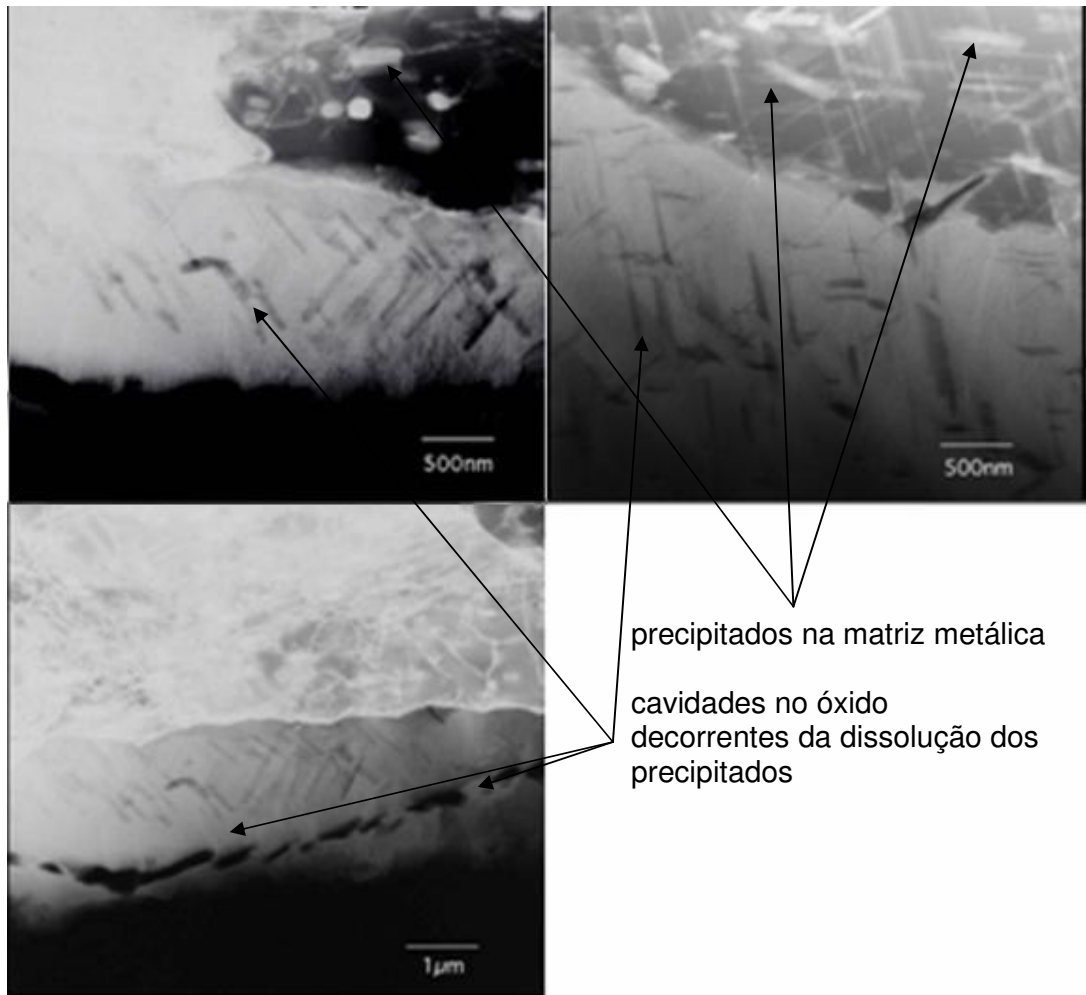 500nm
500nm
precipitados na matriz metálica
cavidades no óxido
decorrentes da dissolução dos
precipitados
1μm